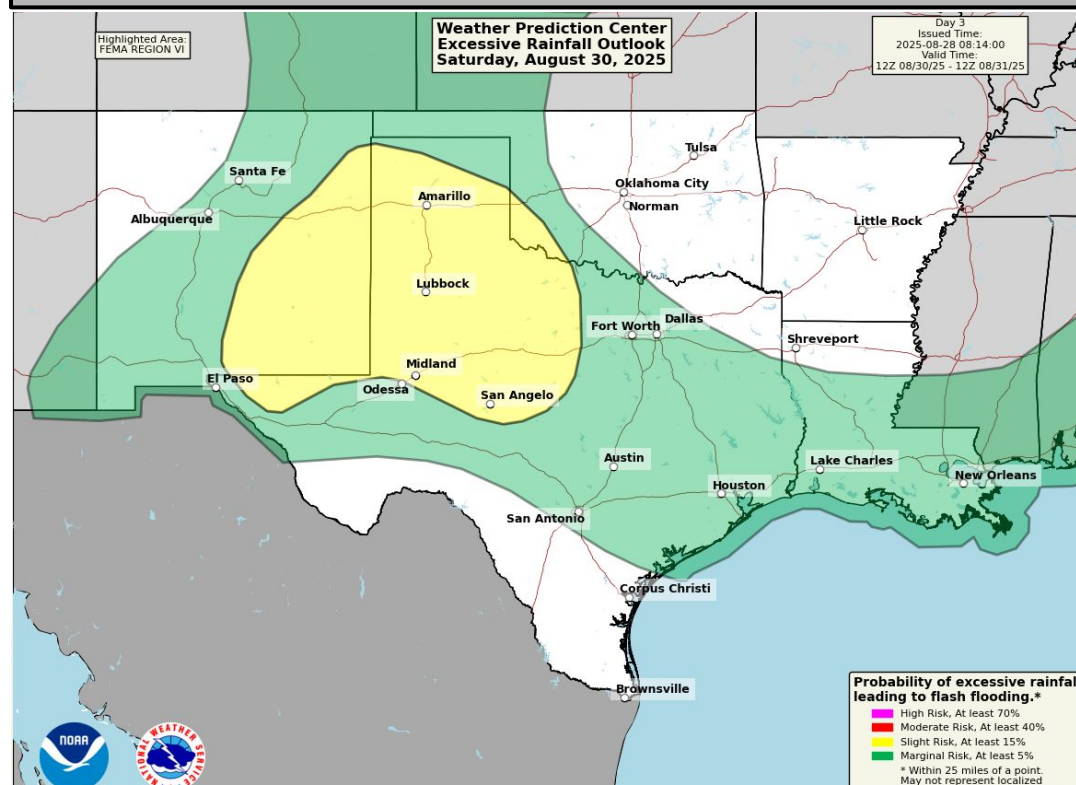 Highlighted Area:
FEMA REGION VI
Weather Prediction Center
Excessive Rainfall Outlook
Saturday, August 30, 2025
Day 3
Issued Time:
2025-08-28 08:14:00
Valid Time:
12Z 08/30/25 - 12Z 08/31/25
Tulsa
Santa Fe
Oklahoma City
Amarillo
Norman
Albuquerque
Little Rock
Lubbock
Dallas
Fort Worth
Shreveport
Midland
El Paso
Odessa
San Angelo
Austin
Lake Charles
New Orleans
Houston
San Antonio
Corpus Christi
Brownsville
Probability of excessive rainfal
leading to flash flooding.*
High Risk, At least 70%
Moderate Risk, At least 40%
Slight Risk, At least 15%
Marginal Risk, At least 5%
* Within 25 miles of a point.
May not represent localized
NOAA
NATIONAL WEATHER SERVICE